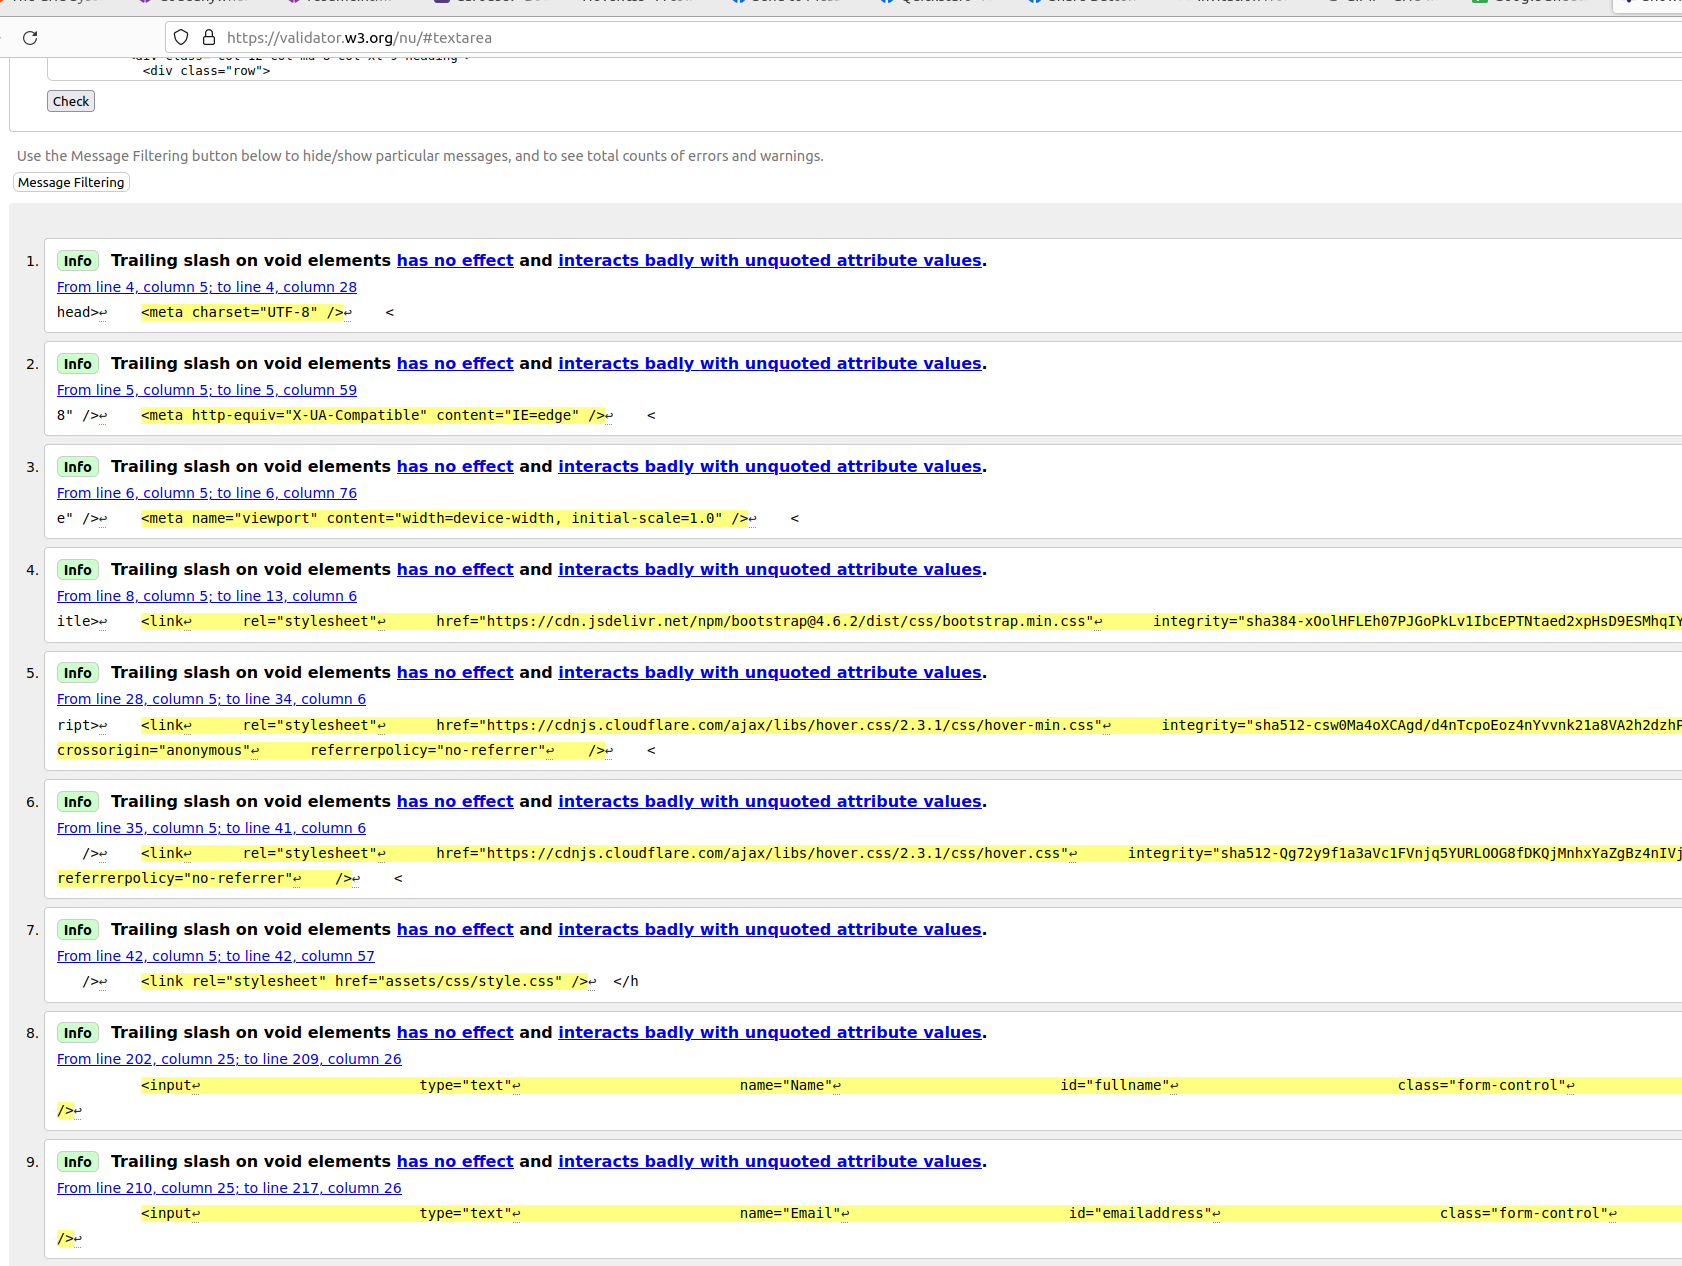 https://validator.w3.org/nu/#textarea
<div class="row">
Check
Use the Message Filtering button below to hide/show particular messages, and to see total counts of errors and warnings.
Message Filtering
1. Info Trailing slash on void elements has no effect and interacts badly with unquoted attribute values.
From line 4, column 5; to line 4, column 28
head>↩ <meta charset="UTF-8" />↩ <
2. Info Trailing slash on void elements has no effect and interacts badly with unquoted attribute values.
From line 5, column 5; to line 5, column 59
8" />↩ <meta http-equiv="X-UA-Compatible" content="IE=edge" />↩ <
3. Info Trailing slash on void elements has no effect and interacts badly with unquoted attribute values.
From line 6, column 5; to line 6, column 76
e" />↩ <meta name="viewport" content="width=device-width, initial-scale=1.0" />↩ <
4. Info Trailing slash on void elements has no effect and interacts badly with unquoted attribute values.
From line 8, column 5; to line 13, column 6
itle>↩ <link↩ rel="stylesheet"↩ href="https://cdn.jsdelivr.net/npm/bootstrap@4.6.2/dist/css/bootstrap.min.css"↩ integrity="sha384-xOolHFLEh07PJGoPkLv1IbcEPTNtaed2xpHsD9ESMhqIY
5. Info Trailing slash on void elements has no effect and interacts badly with unquoted attribute values.
From line 28, column 5; to line 34, column 6
ript>↩ <link↩ rel="stylesheet"↩ href="https://cdnjs.cloudflare.com/ajax/libs/hover.css/2.3.1/css/hover-min.css"↩ integrity="sha512-csw0Ma4oXCAgd/d4nTcpoEoz4nYvvnk21a8VA2h2dzhP
crossorigin="anonymous"↩ referrerpolicy="no-referrer"↩ />↩ <
6. Info Trailing slash on void elements has no effect and interacts badly with unquoted attribute values.
From line 35, column 5; to line 41, column 6
/>↩ <link↩ rel="stylesheet"↩ href="https://cdnjs.cloudflare.com/ajax/libs/hover.css/2.3.1/css/hover.css"↩ integrity="sha512-Qg72y9f1a3aVc1FVnjq5YURLOOG8fDKQjMnhxYaZgBz4nIVj
referrerpolicy="no-referrer"↩ />↩ <
7. Info Trailing slash on void elements has no effect and interacts badly with unquoted attribute values.
From line 42, column 5; to line 42, column 57
/>↩ <link rel="stylesheet" href="assets/css/style.css" />↩ </h
8. Info Trailing slash on void elements has no effect and interacts badly with unquoted attribute values.
From line 202, column 25; to line 209, column 26
<input↩ type="text"↩ name="Name"↩ id="fullname"↩ class="form-control"↩
/>↩
9. Info Trailing slash on void elements has no effect and interacts badly with unquoted attribute values.
From line 210, column 25; to line 217, column 26
<input↩ type="text"↩ name="Email"↩ id="emailaddress"↩ class="form-control"↩
/>↩